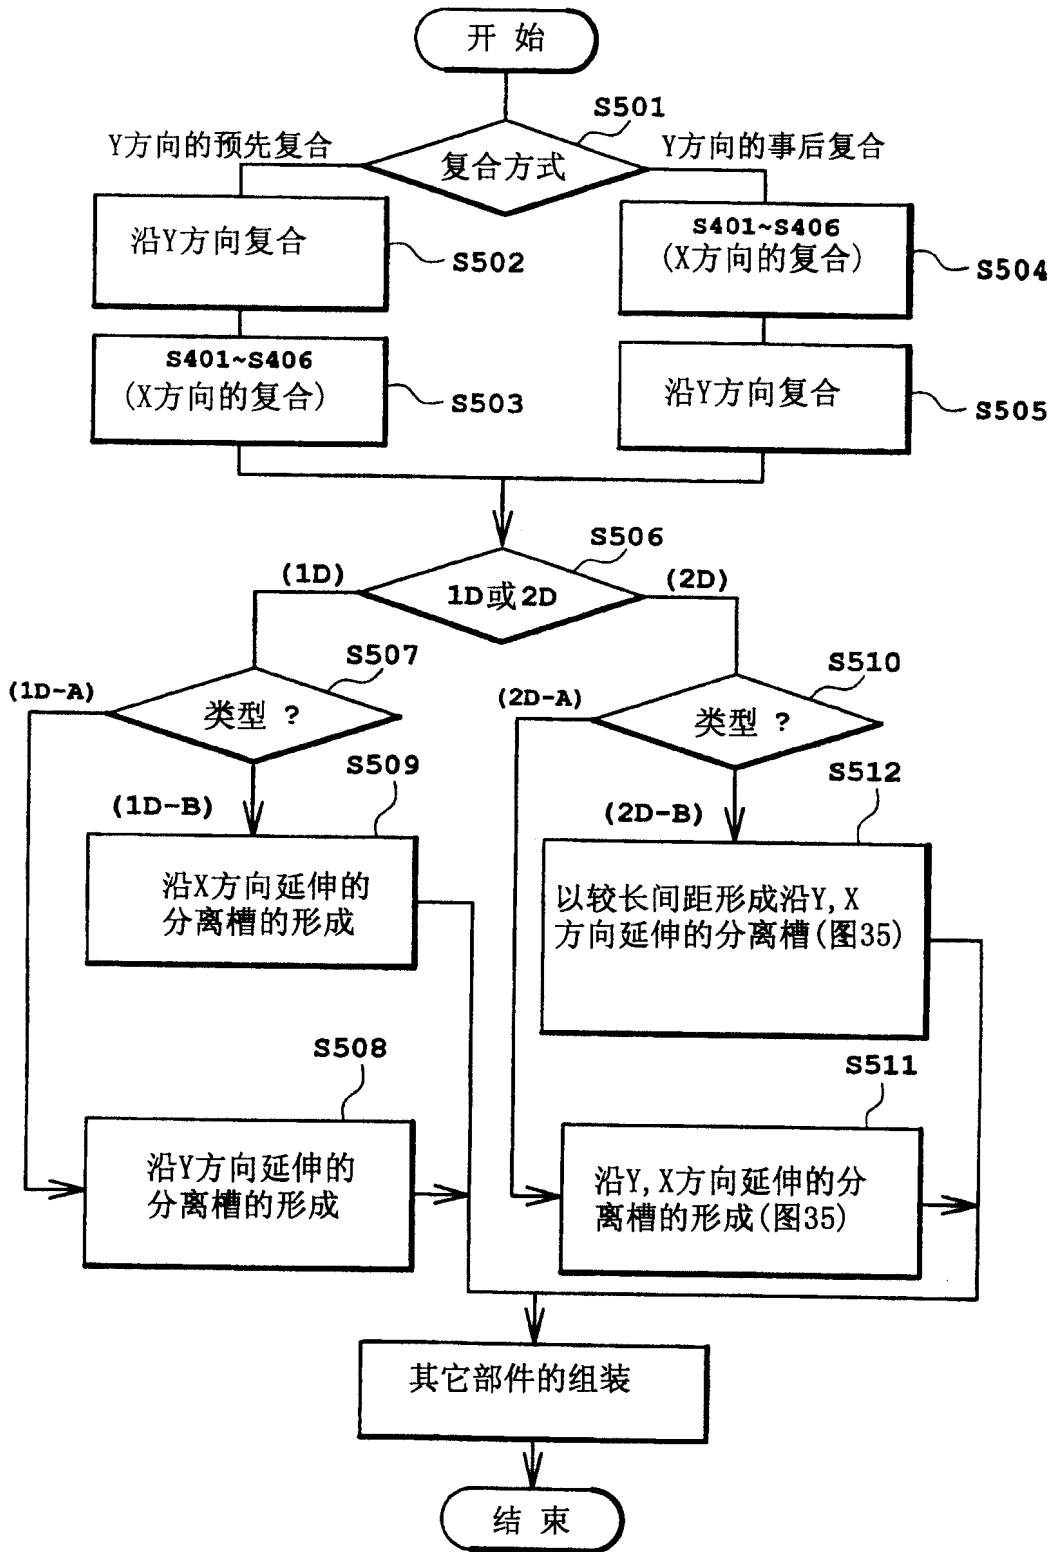 开 始
S501
Y方向的预先复合
Y方向的事后复合
复合方式
沿Y方向复合
S502
S401~S406
(X方向的复合)
S504
S401~S406
(X方向的复合)
S503
沿Y方向复合
S505
S506
(1D)
(2D)
1D或2D
S507
(1D-A)
类型 ?
S510
(2D-A)
类型 ?
S509
(1D-B)
S512
(2D-B)
沿X方向延伸的
分离槽的形成
以较长间距形成沿Y,X
方向延伸的分离槽(图35)
S508
S511
沿Y方向延伸的
分离槽的形成
沿Y,X方向延伸的分
离槽的形成(图35)
其它部件的组装
结 束